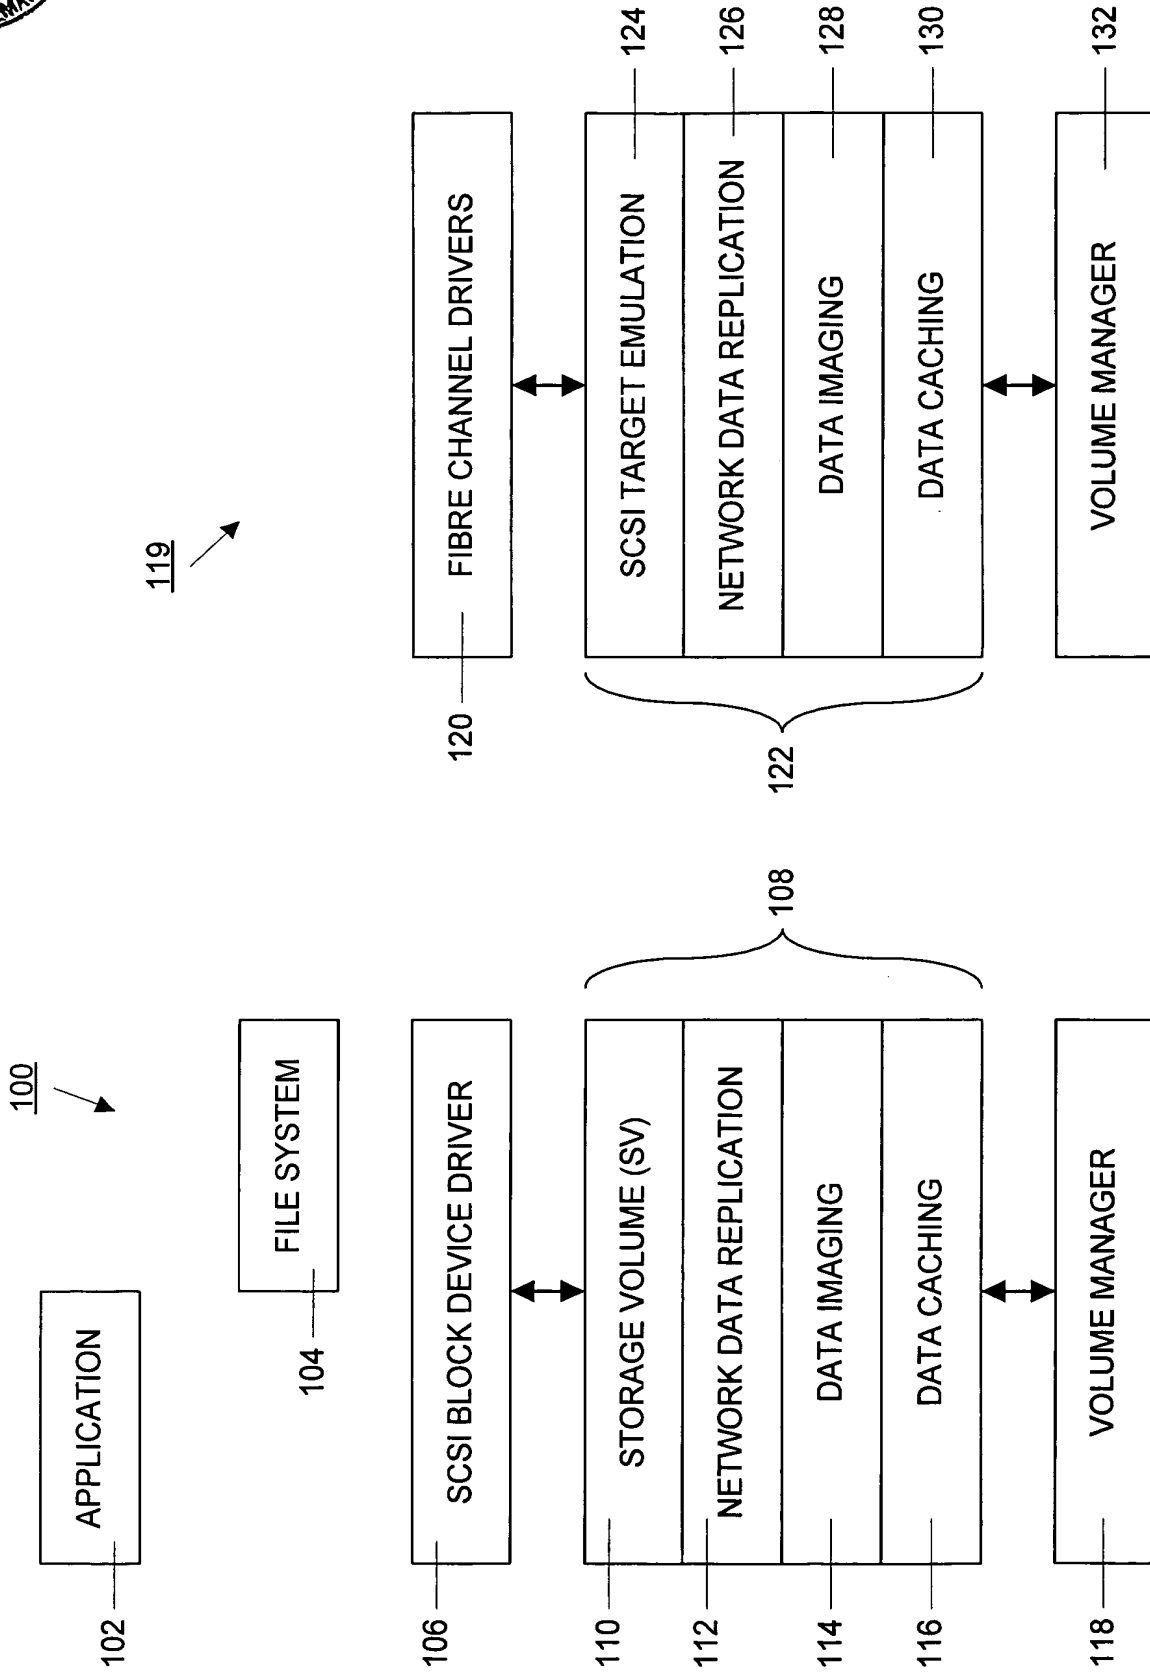 100
119
APPLICATION
102
FILE SYSTEM
104
SCSI BLOCK DEVICE DRIVER
106
STORAGE VOLUME (SV)
110
NETWORK DATA REPLICATION
112
DATA IMAGING
114
DATA CACHING
116
108
VOLUME MANAGER
118
FIBRE CHANNEL DRIVERS
120
SCSI TARGET EMULATION
124
NETWORK DATA REPLICATION
126
DATA IMAGING
128
DATA CACHING
130
122
VOLUME MANAGER
132